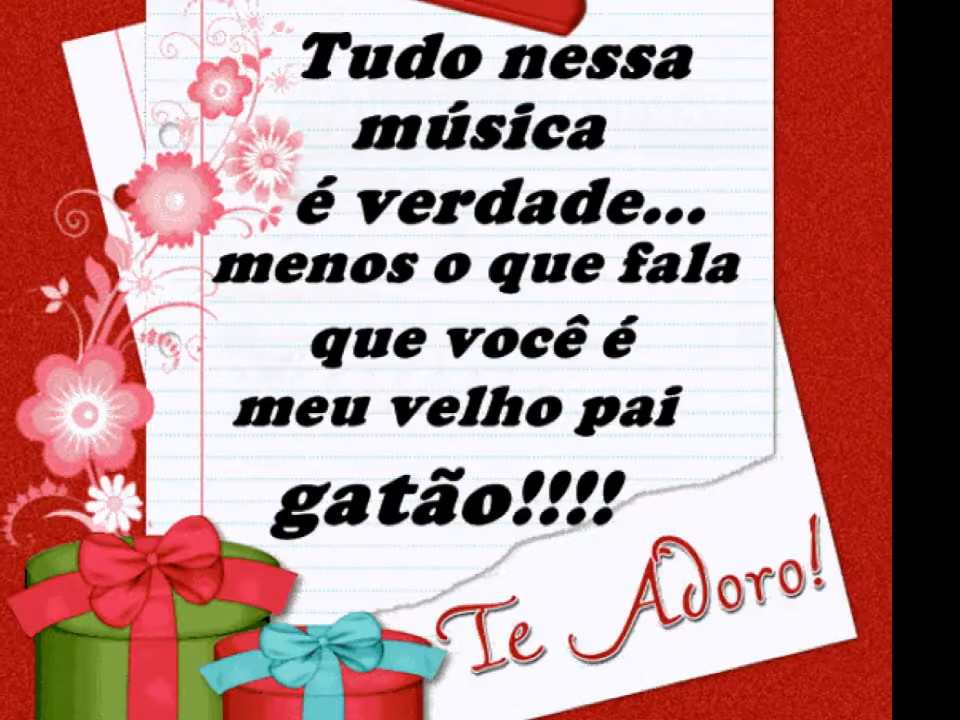 Tudo nessa
música
é verdade...
menos o que fala
que você é
meu velho pai
gatão!!!!
Te Adoro!